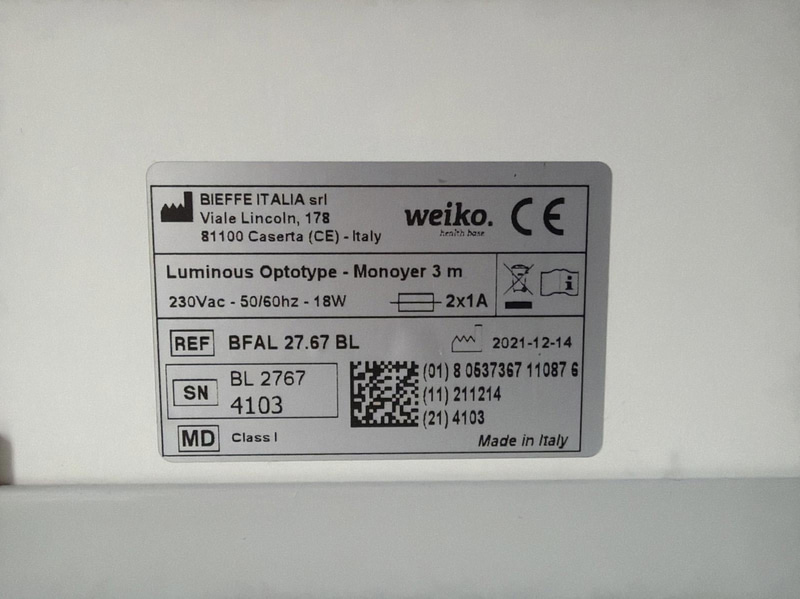 BIEFFE ITALIA srl
Viale Lincoln, 178
81100 Caserta (CE) - Italy
weiko.
health base
CE
Luminous Optotype - Monoyer 3 m
230Vac - 50/60hz - 18W
2x1A
REF BFAL 27.67 BL
2021-12-14
SN BL 2767
4103
(01) 8 0537367 11087 6
(11) 211214
(21) 4103
MD Class I
Made in Italy